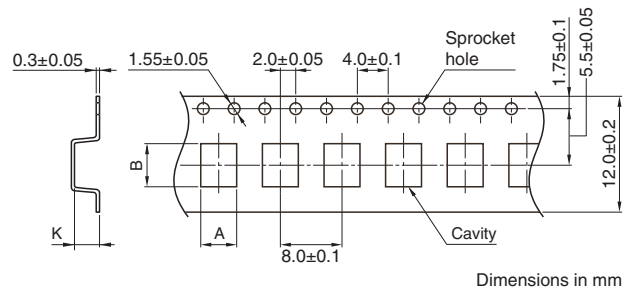 0.3±0.05
1.55±0.05
2.0±0.05
4.0±0.1
Sprocket
hole
1.75±0.1
5.5±0.05
12.0±0.2
B
K
A
8.0±0.1
Cavity
Dimensions in mm